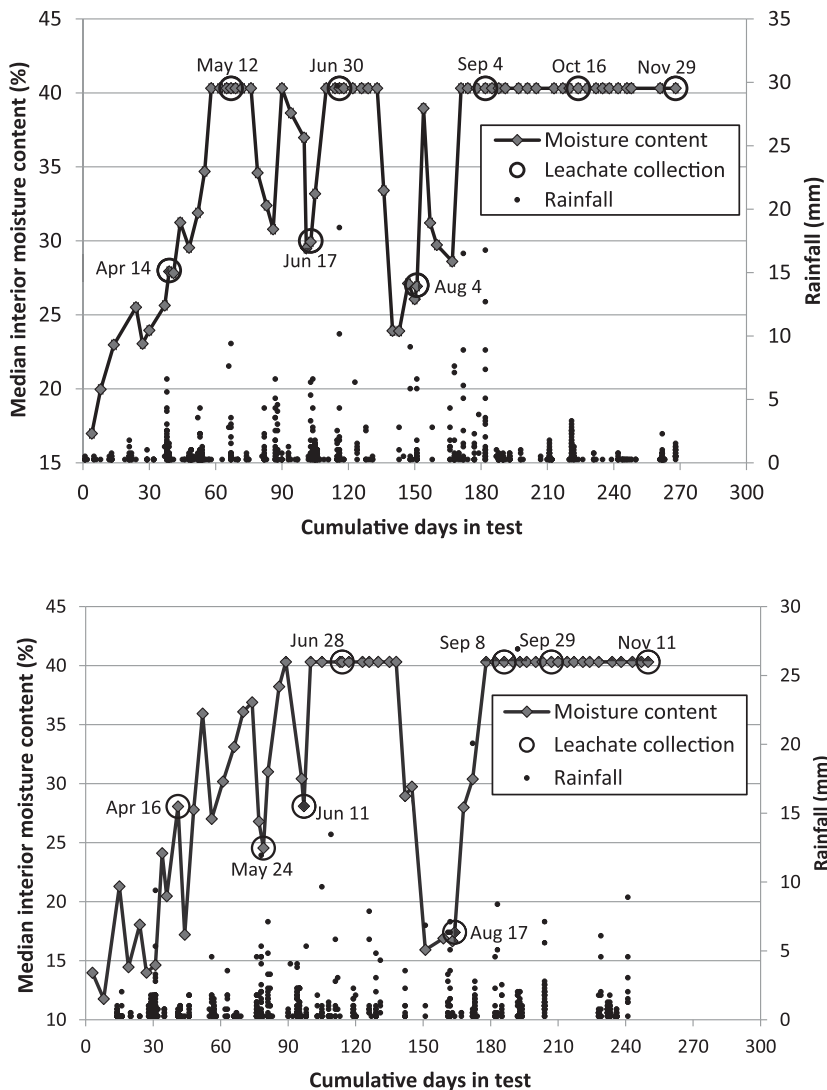 45
40
35
30
25
20
15
Median interior moisture content (%)
May 12
Jun 30
Sep 4
Oct 16
Nov 29
Apr 14
Jun 17
Aug 4
Moisture content
Leachate collection
Rainfall
35
30
25
20
15
10
5
0
Rainfall (mm)
0 30 60 90 120 150 180 210 240 270 300
Cumulative days in test
45
40
35
30
25
20
15
10
Median interior moisture content (%)
Jun 28
Sep 8
Sep 29
Nov 11
Apr 16
Jun 11
May 24
Aug 17
Moisture content
Leachate collection
Rainfall
30
25
20
15
10
5
0
Rainfall (mm)
0 30 60 90 120 150 180 210 240 270 300
Cumulative days in test